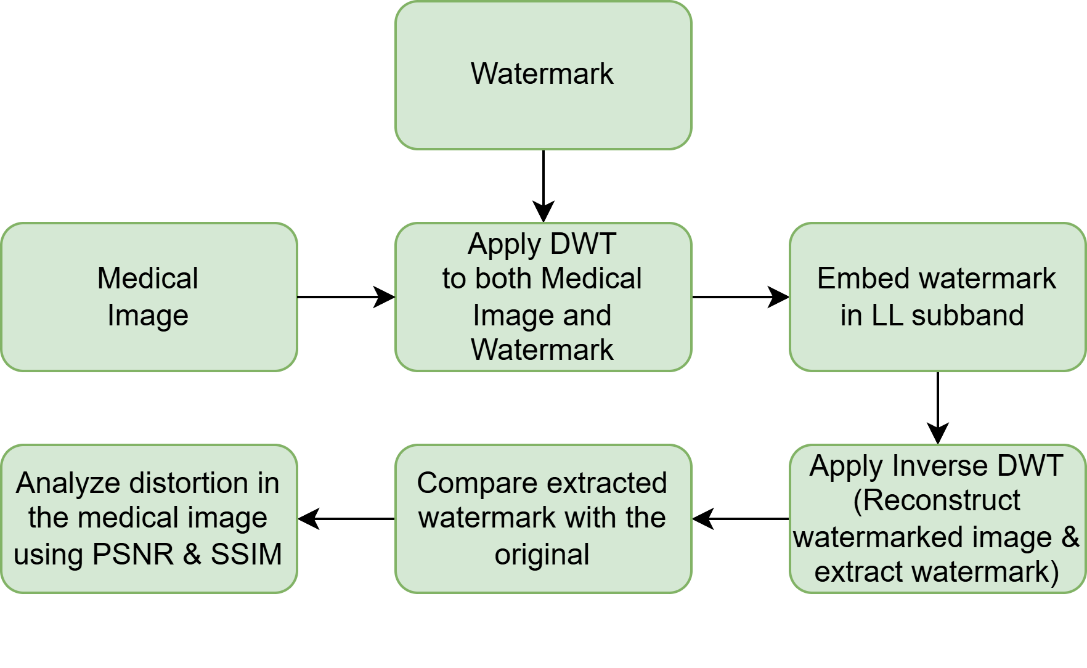 Watermark
Medical
Image
Apply DWT
to both Medical
Image and
Watermark
Embed watermark
in LL subband
Apply Inverse DWT
(Reconstruct
watermarked image &
extract watermark)
Compare extracted
watermark with the
original
Analyze distortion in
the medical image
using PSNR & SSIM